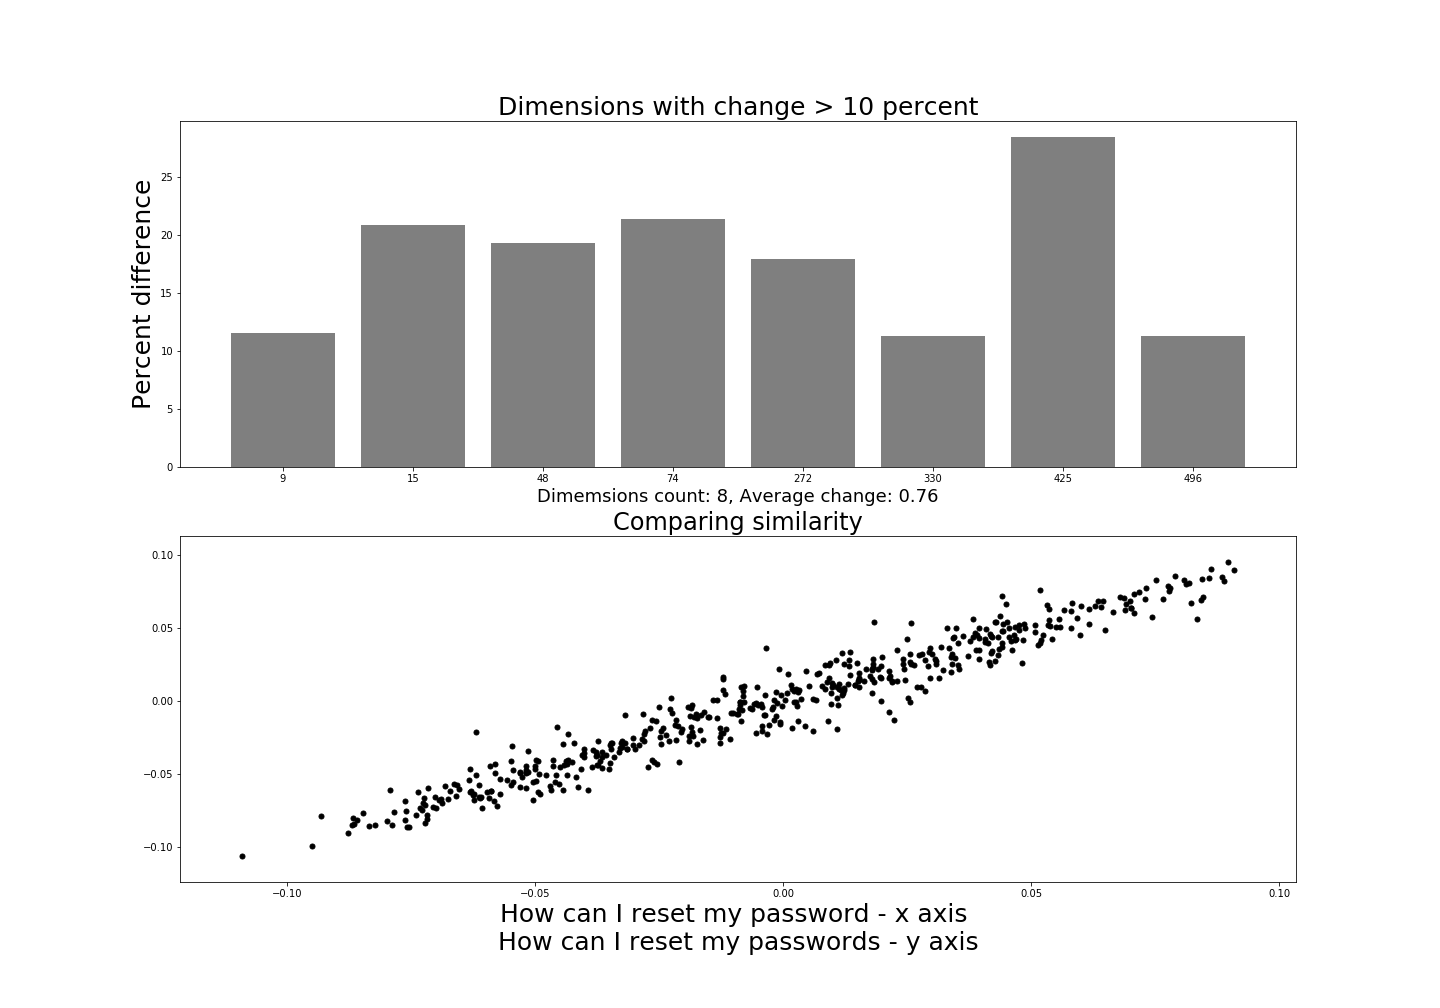 Dimensions with change > 10 percent
Percent difference
25
20
15
10
5
0
9 15 48 74 272 330 425 496
Dimemsions count: 8, Average change: 0.76
Comparing similarity
0.10
0.05
0.00
−0.05
−0.10
−0.10 −0.05 0.00 0.05 0.10
How can I reset my password - x axis
How can I reset my passwords - y axis